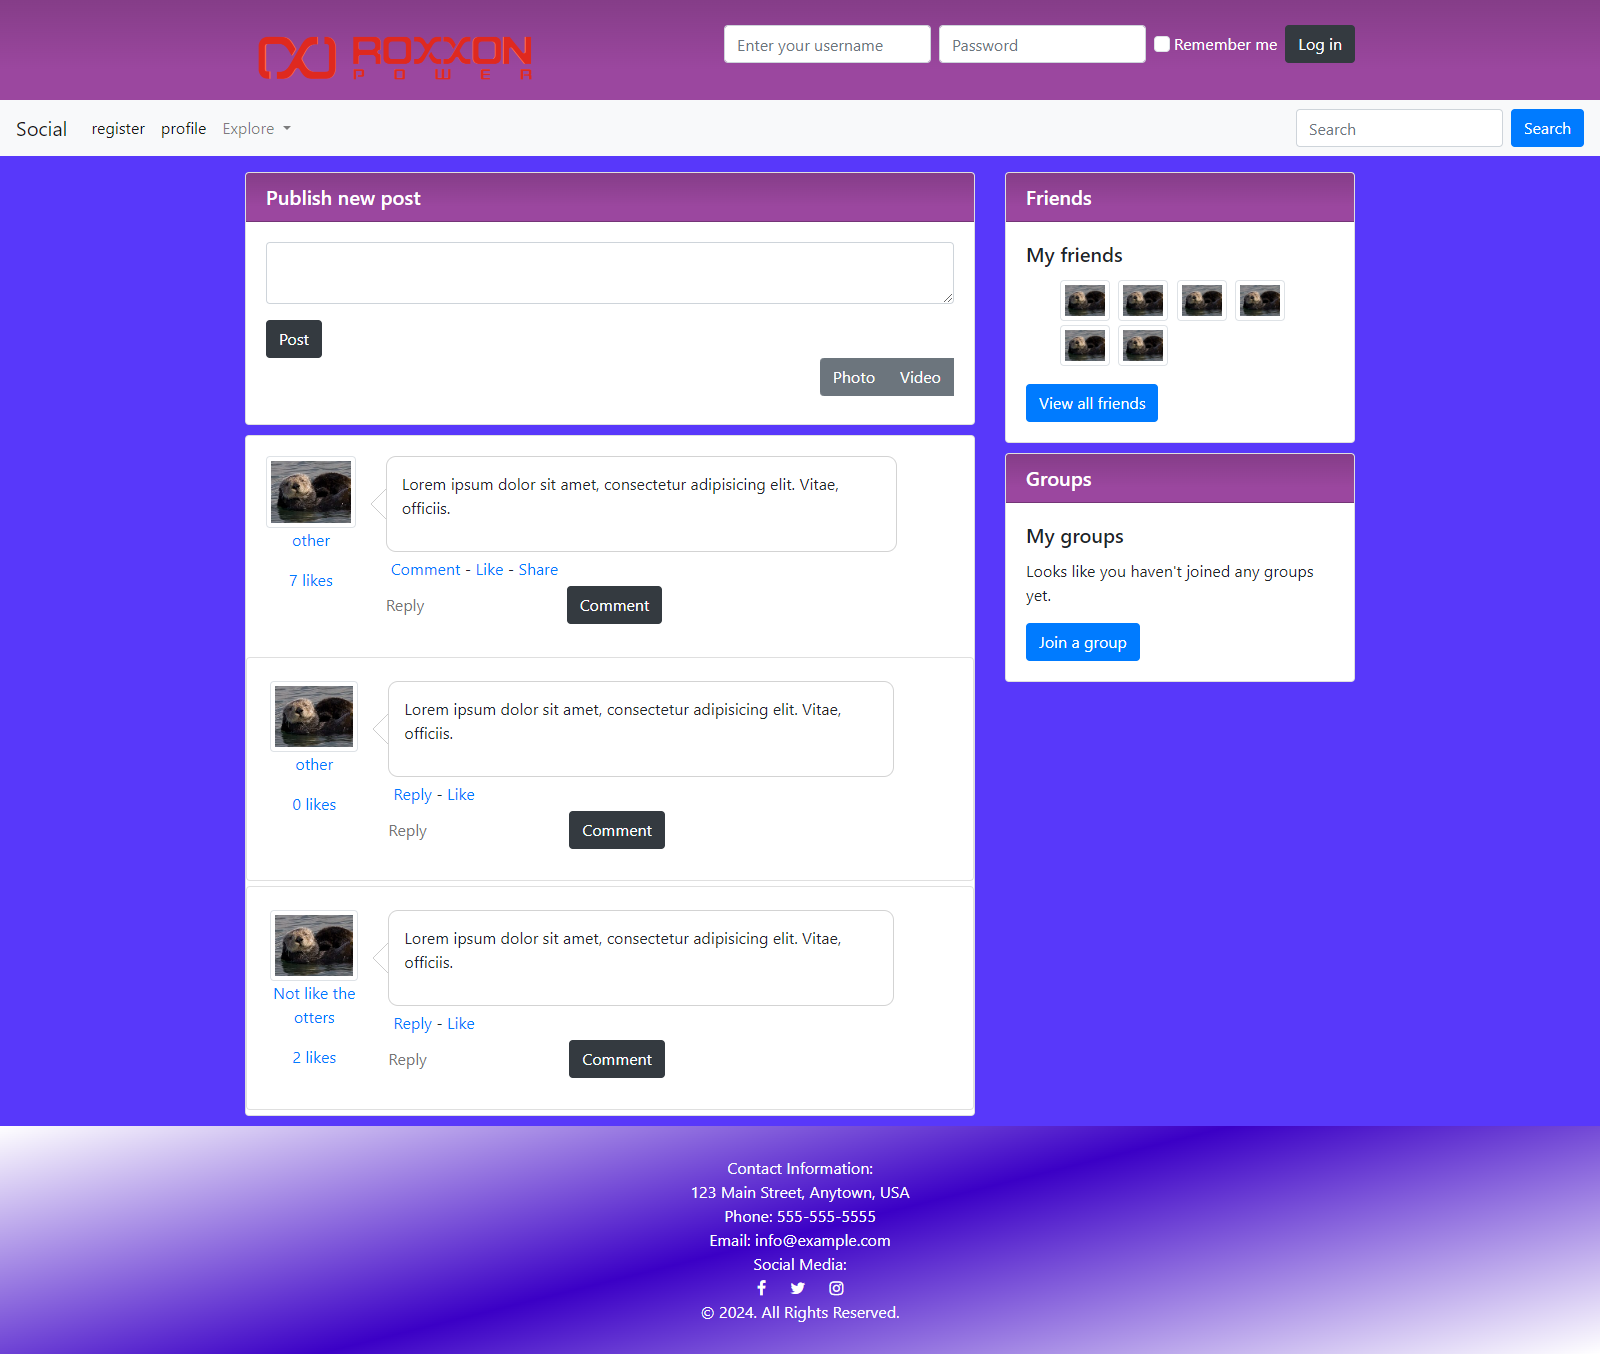 ROXXON
POWER
Enter your username
Password
Remember me
Log in
Social
register
profile
Explore
Search
Search
Publish new post
Post
Photo
Video
other
7 likes
Lorem ipsum dolor sit amet, consectetur adipisicing elit. Vitae,
officiis.
Comment - Like - Share
Reply
Comment
other
0 likes
Lorem ipsum dolor sit amet, consectetur adipisicing elit. Vitae,
officiis.
Reply - Like
Reply
Comment
Not like the
otters
2 likes
Lorem ipsum dolor sit amet, consectetur adipisicing elit. Vitae,
officiis.
Reply - Like
Reply
Comment
Friends
My friends
View all friends
Groups
My groups
Looks like you haven't joined any groups
yet.
Join a group
Contact Information:
123 Main Street, Anytown, USA
Phone: 555-555-5555
Email: info@example.com
Social Media:
© 2024. All Rights Reserved.